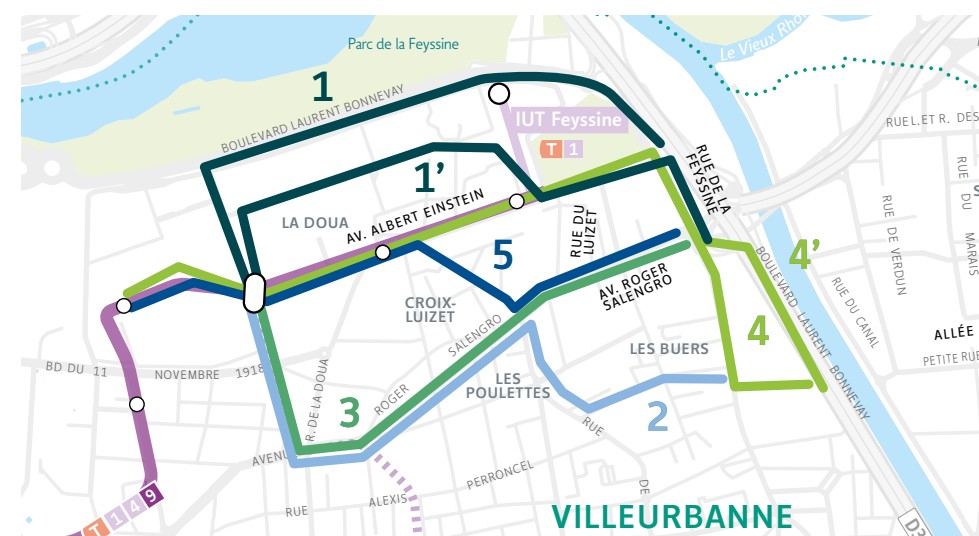 Parc de la Feyssine
Le Vieux Rhô
1
BOULEVARD LAURENT BONNEVAY
IUT Feyssine
T 1
RUE L. ET R. DES
1’
RUE DE LA
FEYSSINE
RUE
DU
MARAIS
S
LA DOUA
AV. ALBERT EINSTEIN
RUE DU
LUIZET
RUE DE VERDUN
5
4’
AV. ROGER
SALENGRO
BOULEVARD LAURENT BONNEVAY
RUE DU CANAL
CROIX-
LUIZET
SALENGRO
4
ALLÉE
LES BUERS
PETITE RUE
BD DU 11 NOVEMBRE 1918
R. DE LA DOUA
ROGER
LES
POULETTES
3
2
RUE
AVENU
PERRONCEL
DE
RUE ALEXIS
T 1 4 9
VILLEURBANNE
D3